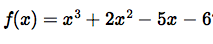 f(x) = x³ + 2x² − 5x − 6